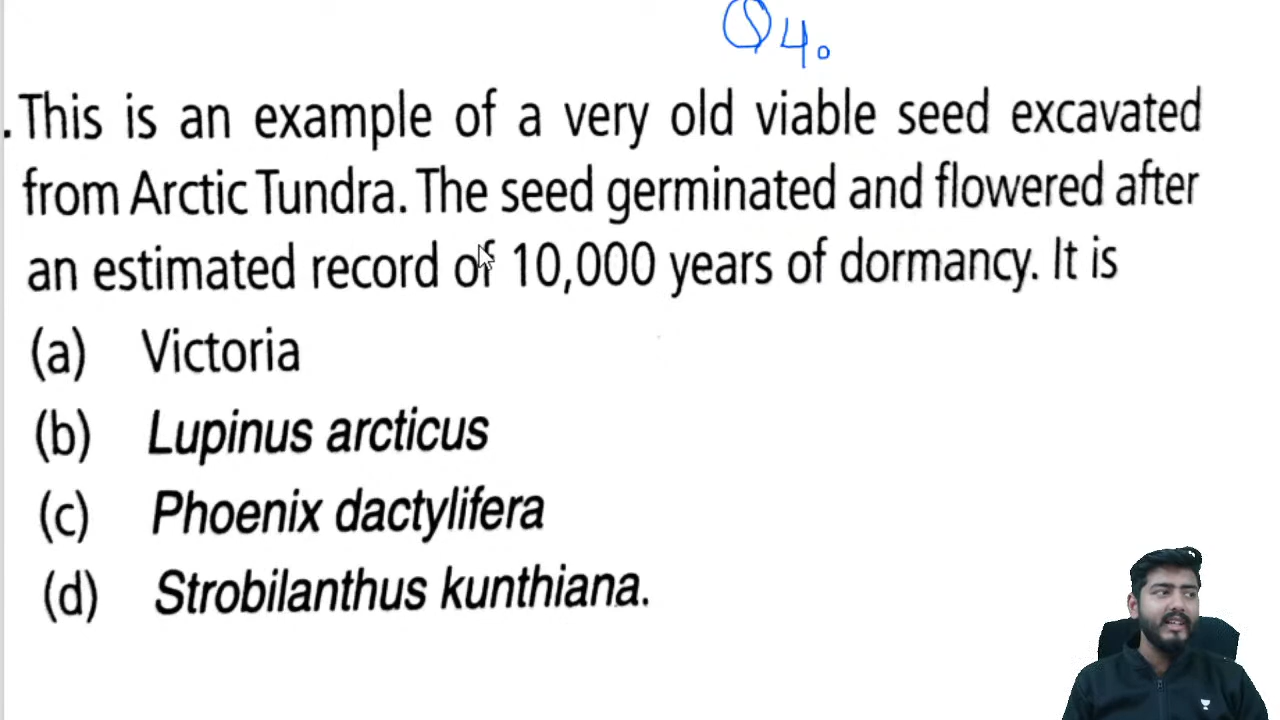 Q4.
.This is an example of a very old viable seed excavated
from Arctic Tundra. The seed germinated and flowered after
an estimated record of 10,000 years of dormancy. It is
(a) Victoria
(b) Lupinus arcticus
(c) Phoenix dactylifera
(d) Strobilanthus kunthiana.